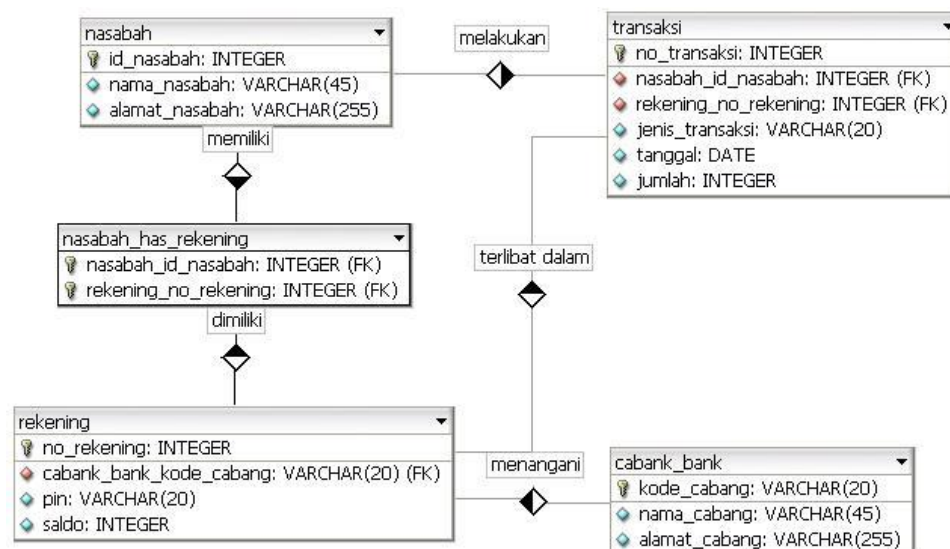 nasabah
id_nasabah: INTEGER
nama_nasabah: VARCHAR(45)
alamat_nasabah: VARCHAR(255)
melakukan
transaksi
no_transaksi: INTEGER
nasabah_id_nasabah: INTEGER (FK)
rekening_no_rekening: INTEGER (FK)
jenis_transaksi: VARCHAR(20)
tanggal: DATE
jumlah: INTEGER
memiliki
nasabah_has_rekening
nasabah_id_nasabah: INTEGER (FK)
rekening_no_rekening: INTEGER (FK)
terlibat dalam
dimiliki
rekening
no_rekening: INTEGER
cabank_bank_kode_cabang: VARCHAR(20) (FK)
pin: VARCHAR(20)
saldo: INTEGER
menangani
cabank_bank
kode_cabang: VARCHAR(20)
nama_cabang: VARCHAR(45)
alamat_cabang: VARCHAR(255)